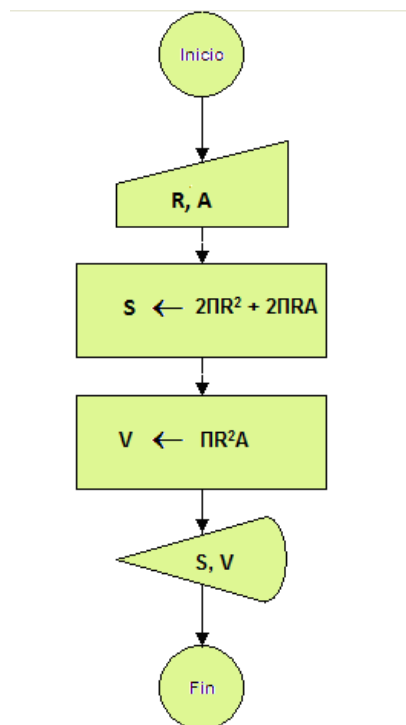 Inicio
R, A
S ← 2ΠR² + 2ΠRA
V ← ΠR²A
S, V
Fin